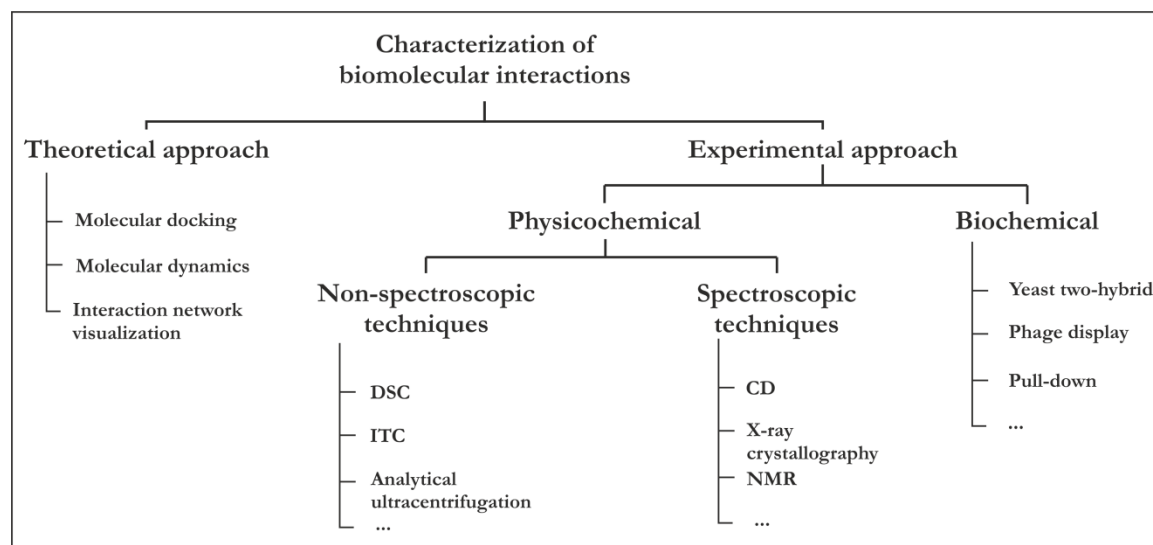 Characterization of
biomolecular interactions
Theoretical approach
Molecular docking
Molecular dynamics
Interaction network
visualization
Experimental approach
Physicochemical
Non-spectroscopic
techniques
DSC
ITC
Analytical
ultracentrifugation
...
Spectroscopic
techniques
CD
X-ray
crystallography
NMR
...
Biochemical
Yeast two-hybrid
Phage display
Pull-down
...